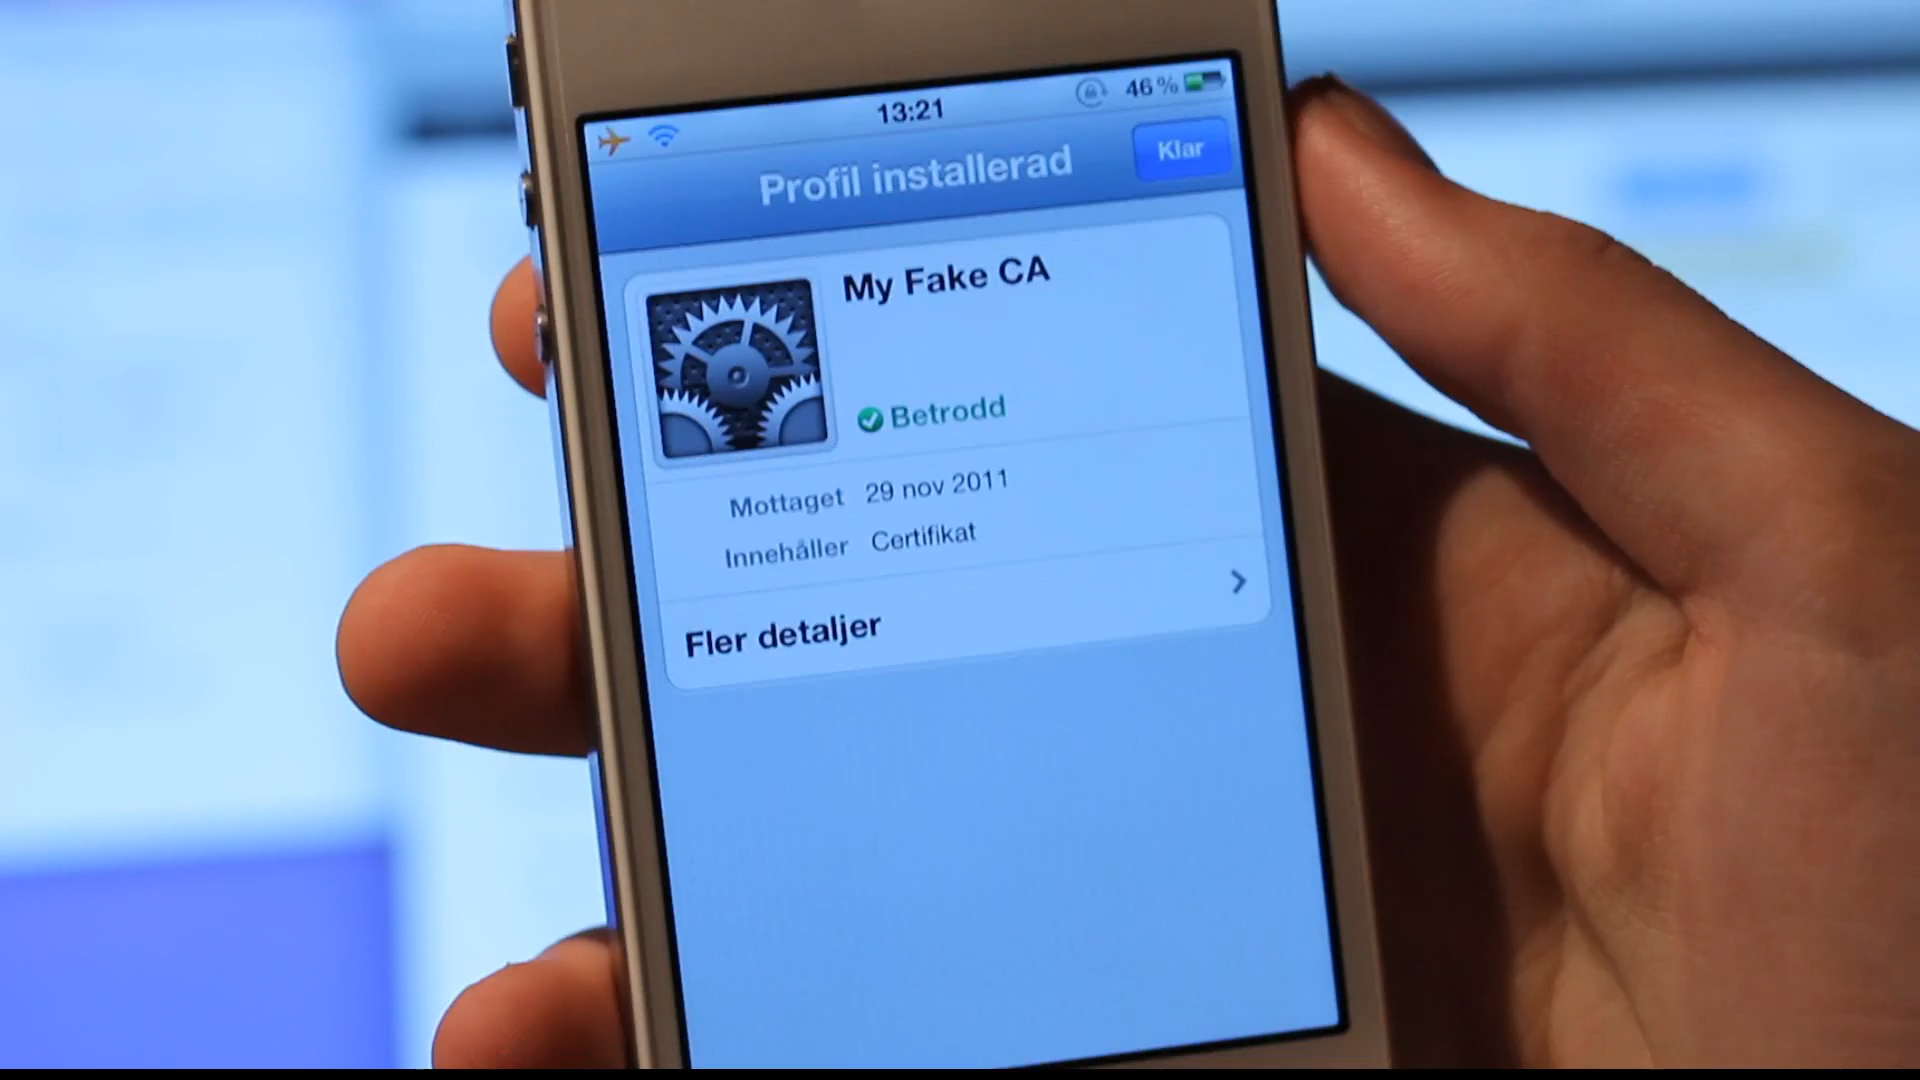 13:21
46 %
Profil installerad
Klar
My Fake CA
Betrodd
Mottaget 29 nov 2011
Innehåller Certifikat
Fler detaljer